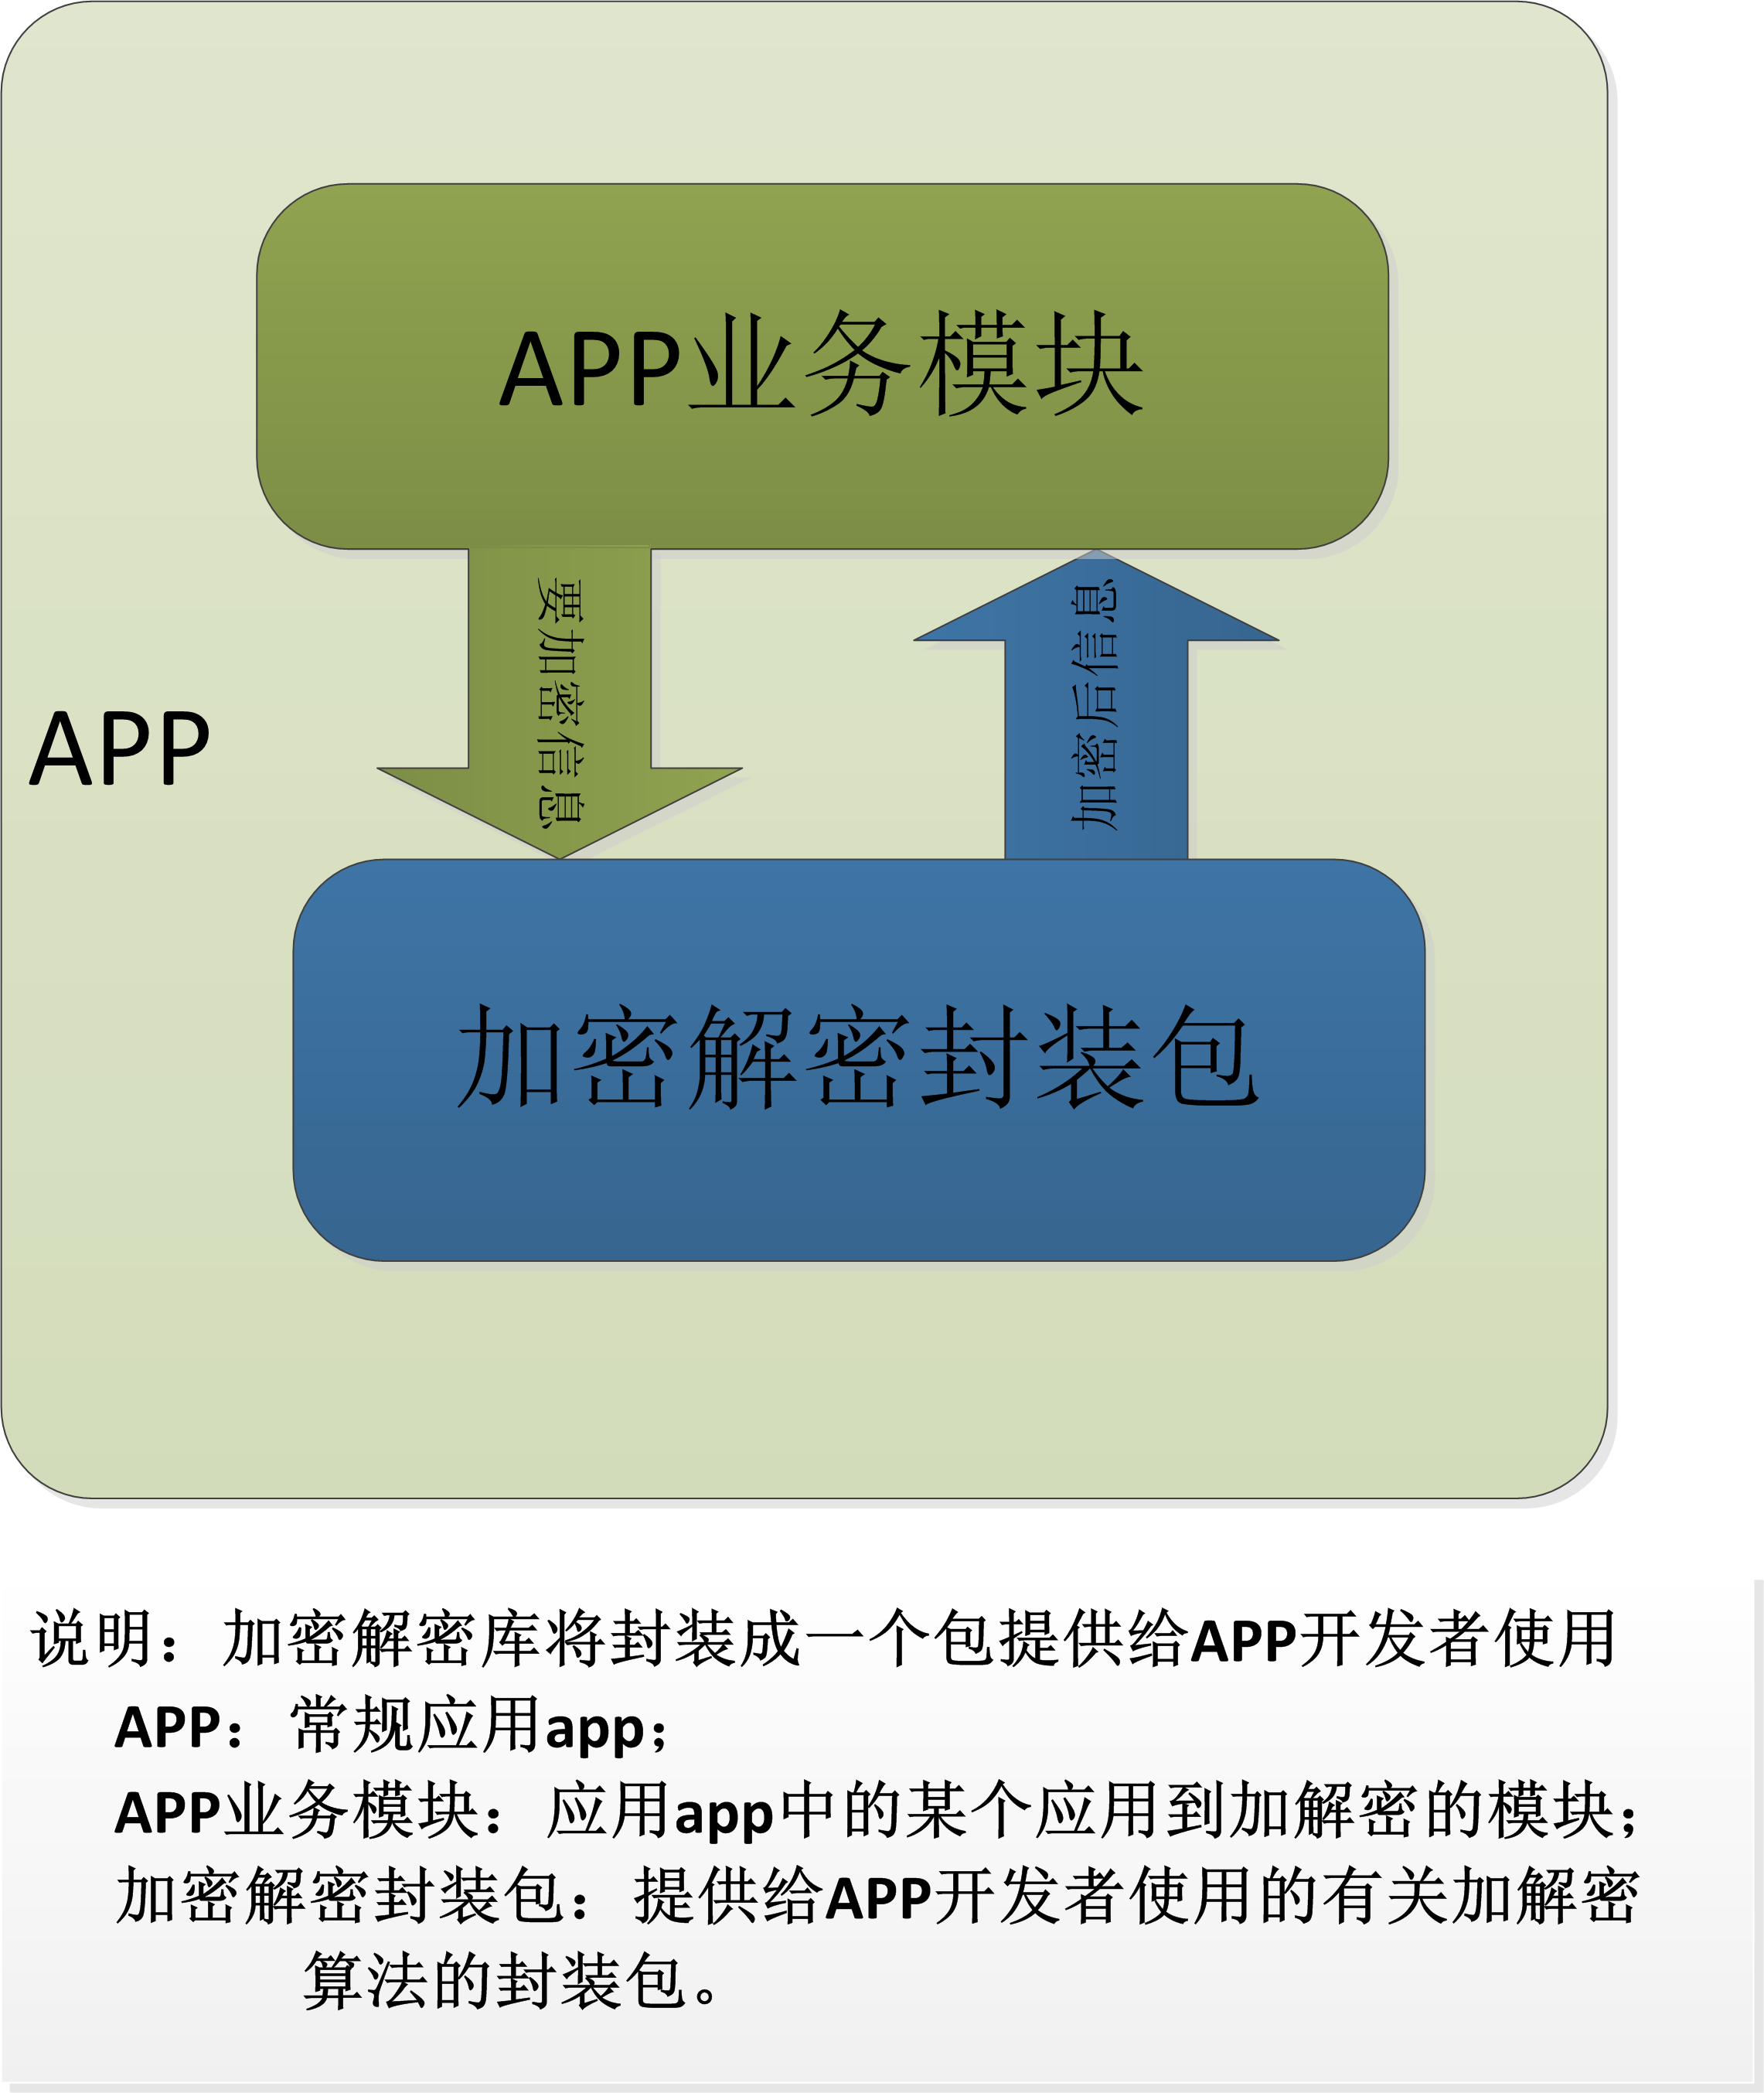 APP业务模块
要加密信息
加密后信息
APP
加密解密封装包
说明：加密解密库将封装成一个包提供给APP开发者使用
APP：常规应用app；
APP业务模块：应用app中的某个应用到加解密的模块；
加密解密封装包：提供给APP开发者使用的有关加解密
算法的封装包。